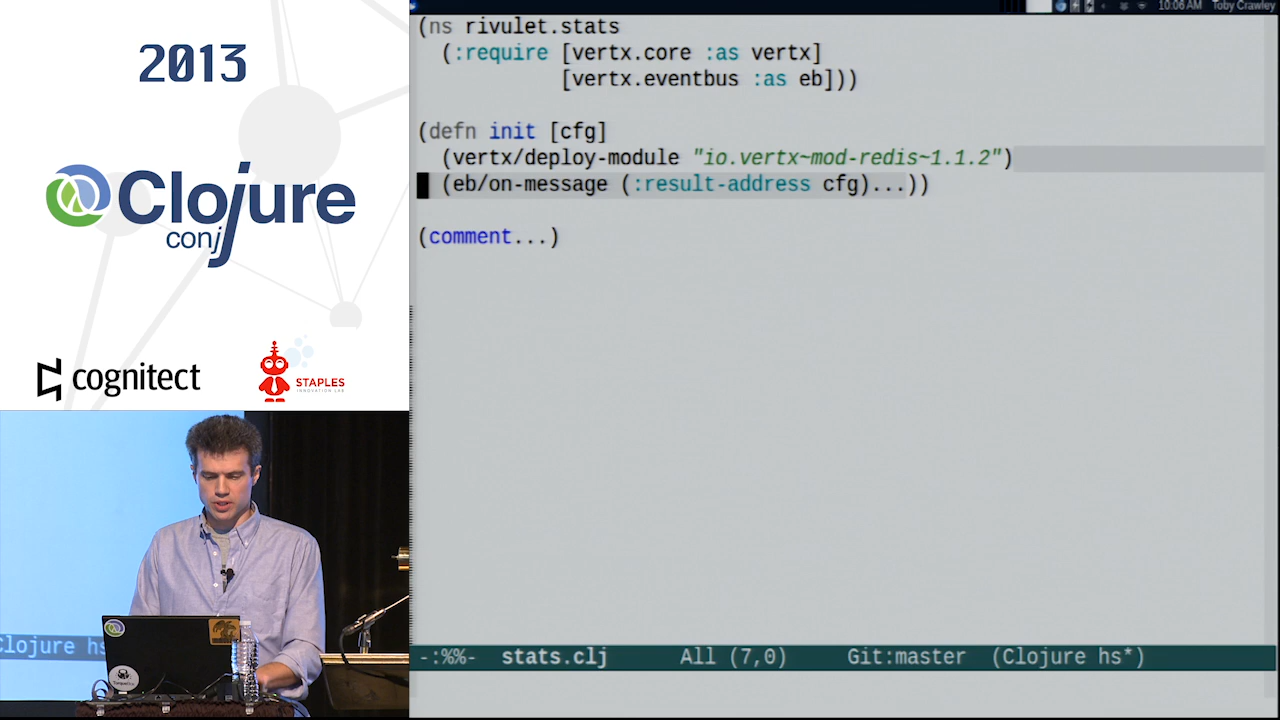 2013
Clojure
conj
cognitect
STAPLES
INNOVATION LAB
Clojure hs
10:06 AM Toby Crawley
(ns rivulet.stats
(:require [vertx.core :as vertx]
[vertx.eventbus :as eb]))
(defn init [cfg]
(vertx/deploy-module "io.vertx~mod-redis~1.1.2")
(eb/on-message (:result-address cfg)...))
(comment...)
-:%%- stats.clj All (7,0) Git:master (Clojure hs*)